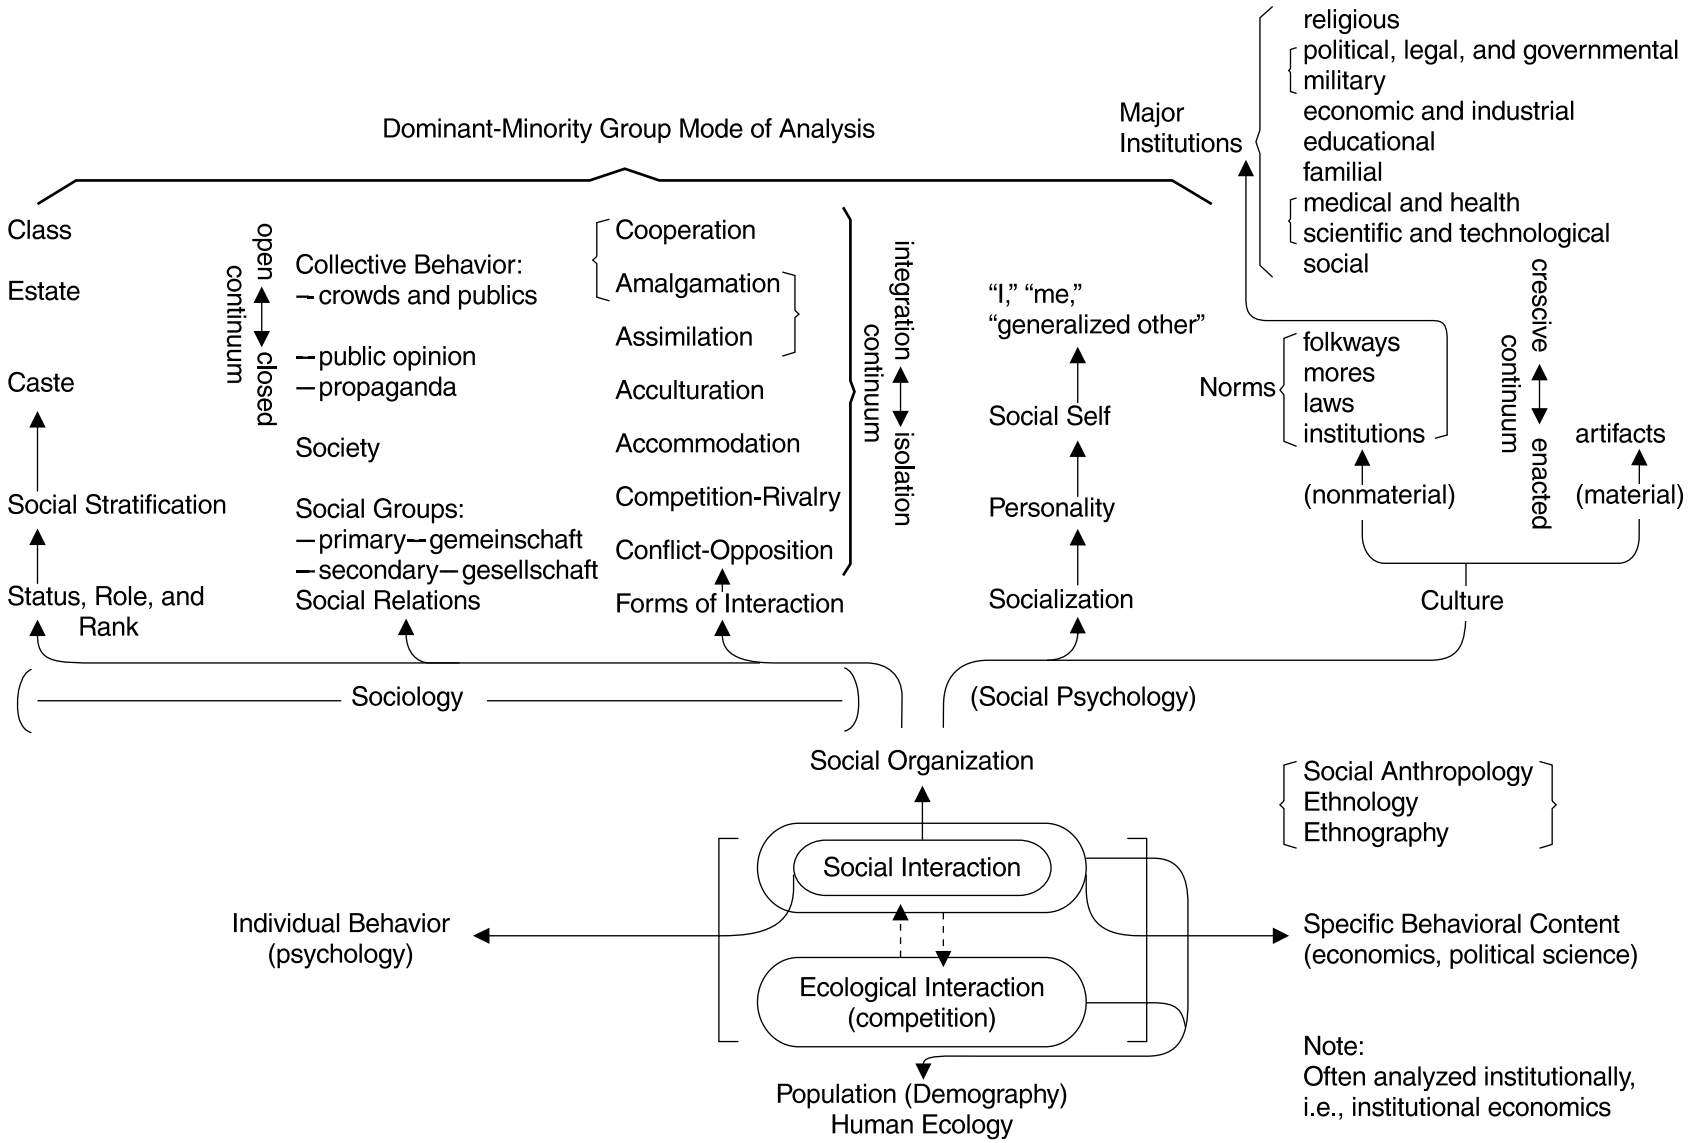 religious
political, legal, and governmental
military
economic and industrial
educational
familial
medical and health
scientific and technological
social
Major
Institutions
Dominant-Minority Group Mode of Analysis
Class
Estate
Caste
Social Stratification
Status, Role, and
Rank
open
closed
continuum
Collective Behavior:
—crowds and publics
—public opinion
—propaganda
Society
Social Groups:
—primary—gemeinschaft
—secondary—gesellschaft
Social Relations
Cooperation
Amalgamation
Assimilation
Acculturation
Accommodation
Competition-Rivalry
Conflict-Opposition
Forms of Interaction
integration
isolation
continuum
“I,” “me,”
“generalized other”
Social Self
Personality
Socialization
Norms
folkways
mores
laws
institutions
(nonmaterial)
crescive
enacted
continuum
artifacts
(material)
Culture
Sociology
(Social Psychology)
Social Organization
Social Anthropology
Ethnology
Ethnography
Social Interaction
Individual Behavior
(psychology)
Specific Behavioral Content
(economics, political science)
Ecological Interaction
(competition)
Population (Demography)
Human Ecology
Note:
Often analyzed institutionally,
i.e., institutional economics